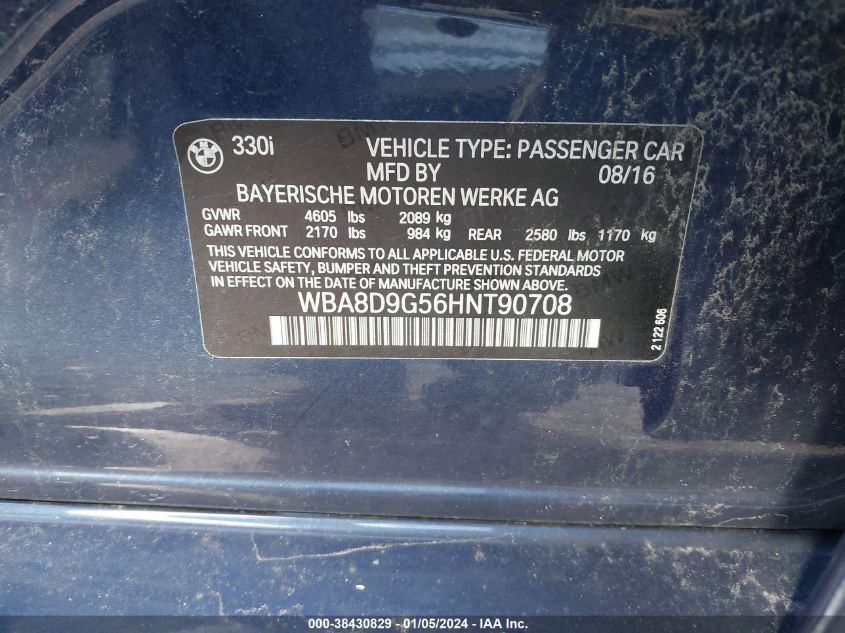 330i VEHICLE TYPE: PASSENGER CAR
MFD BY 08/16
BAYERISCHE MOTOREN WERKE AG
GVWR 4605 lbs 2089 kg
GAWR FRONT 2170 lbs 984 kg REAR 2580 lbs 1170 kg
THIS VEHICLE CONFORMS TO ALL APPLICABLE U.S. FEDERAL MOTOR
VEHICLE SAFETY, BUMPER AND THEFT PREVENTION STANDARDS
IN EFFECT ON THE DATE OF MANUFACTURE SHOWN ABOVE.
WBA8D9G56HNT90708
2 122 606
000-38430829 - 01/05/2024 - IAA Inc.